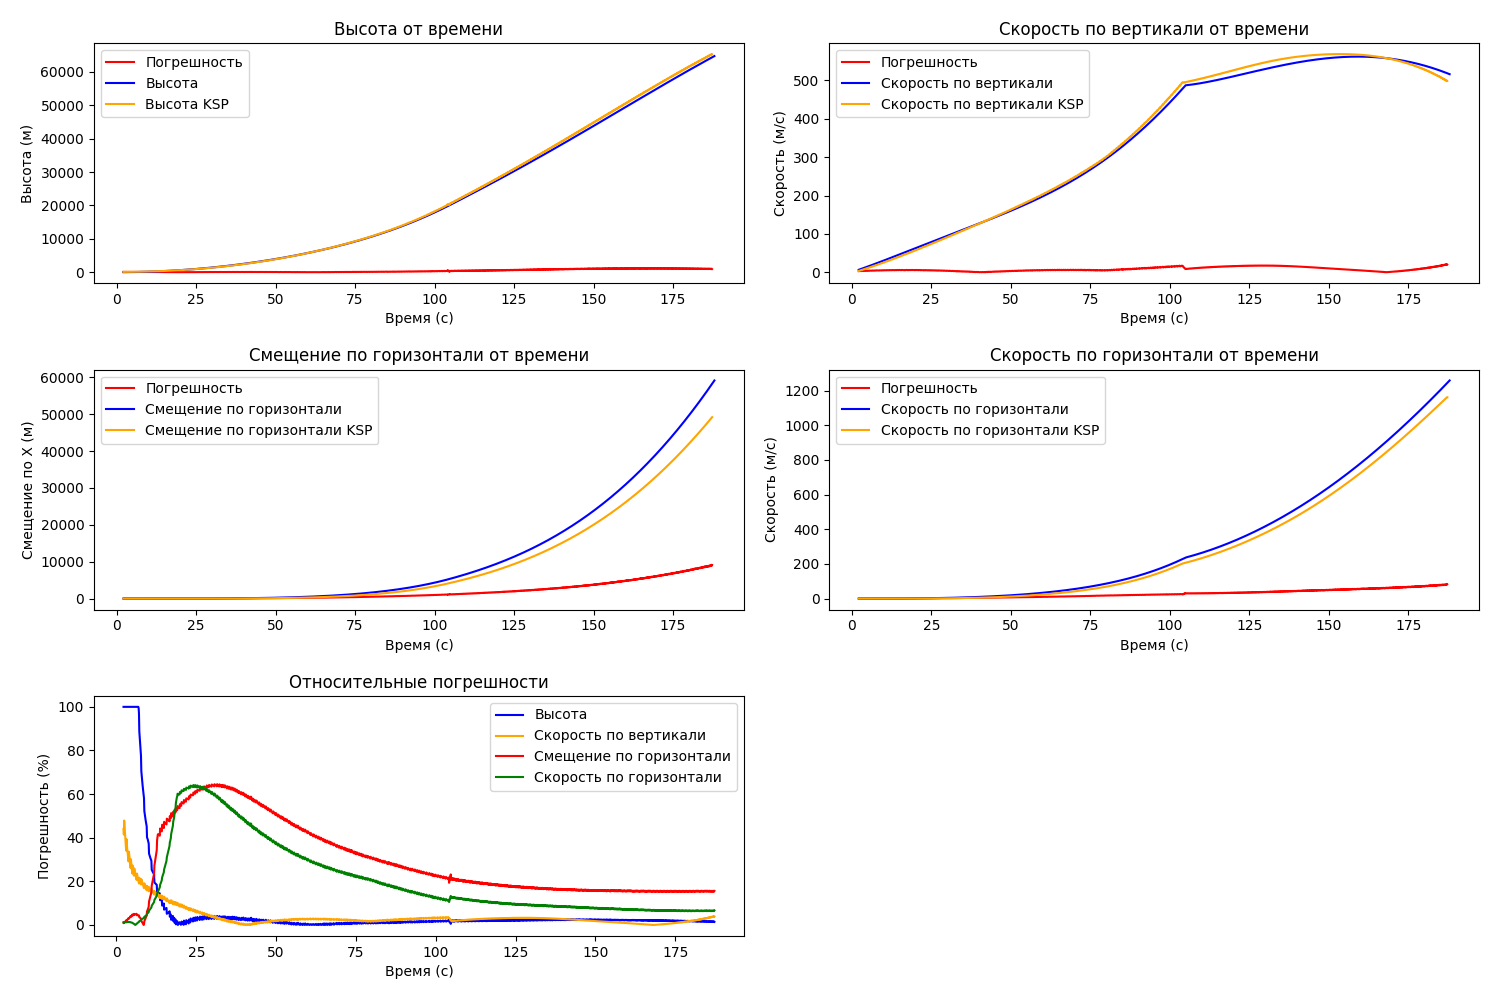 Высота от времени
Погрешность
Высота
Высота KSP
Высота (м)
60000
50000
40000
30000
20000
10000
0
0 25 50 75 100 125 150 175
Время (с)
Скорость по вертикали от времени
Погрешность
Скорость по вертикали
Скорость по вертикали KSP
Скорость (м/с)
500
400
300
200
100
0
0 25 50 75 100 125 150 175
Время (с)
Смещение по горизонтали от времени
Погрешность
Смещение по горизонтали
Смещение по горизонтали KSP
Смещение по X (м)
60000
50000
40000
30000
20000
10000
0
0 25 50 75 100 125 150 175
Время (с)
Скорость по горизонтали от времени
Погрешность
Скорость по горизонтали
Скорость по горизонтали KSP
Скорость (м/с)
1200
1000
800
600
400
200
0
0 25 50 75 100 125 150 175
Время (с)
Относительные погрешности
Высота
Скорость по вертикали
Смещение по горизонтали
Скорость по горизонтали
Погрешность (%)
100
80
60
40
20
0
0 25 50 75 100 125 150 175
Время (с)